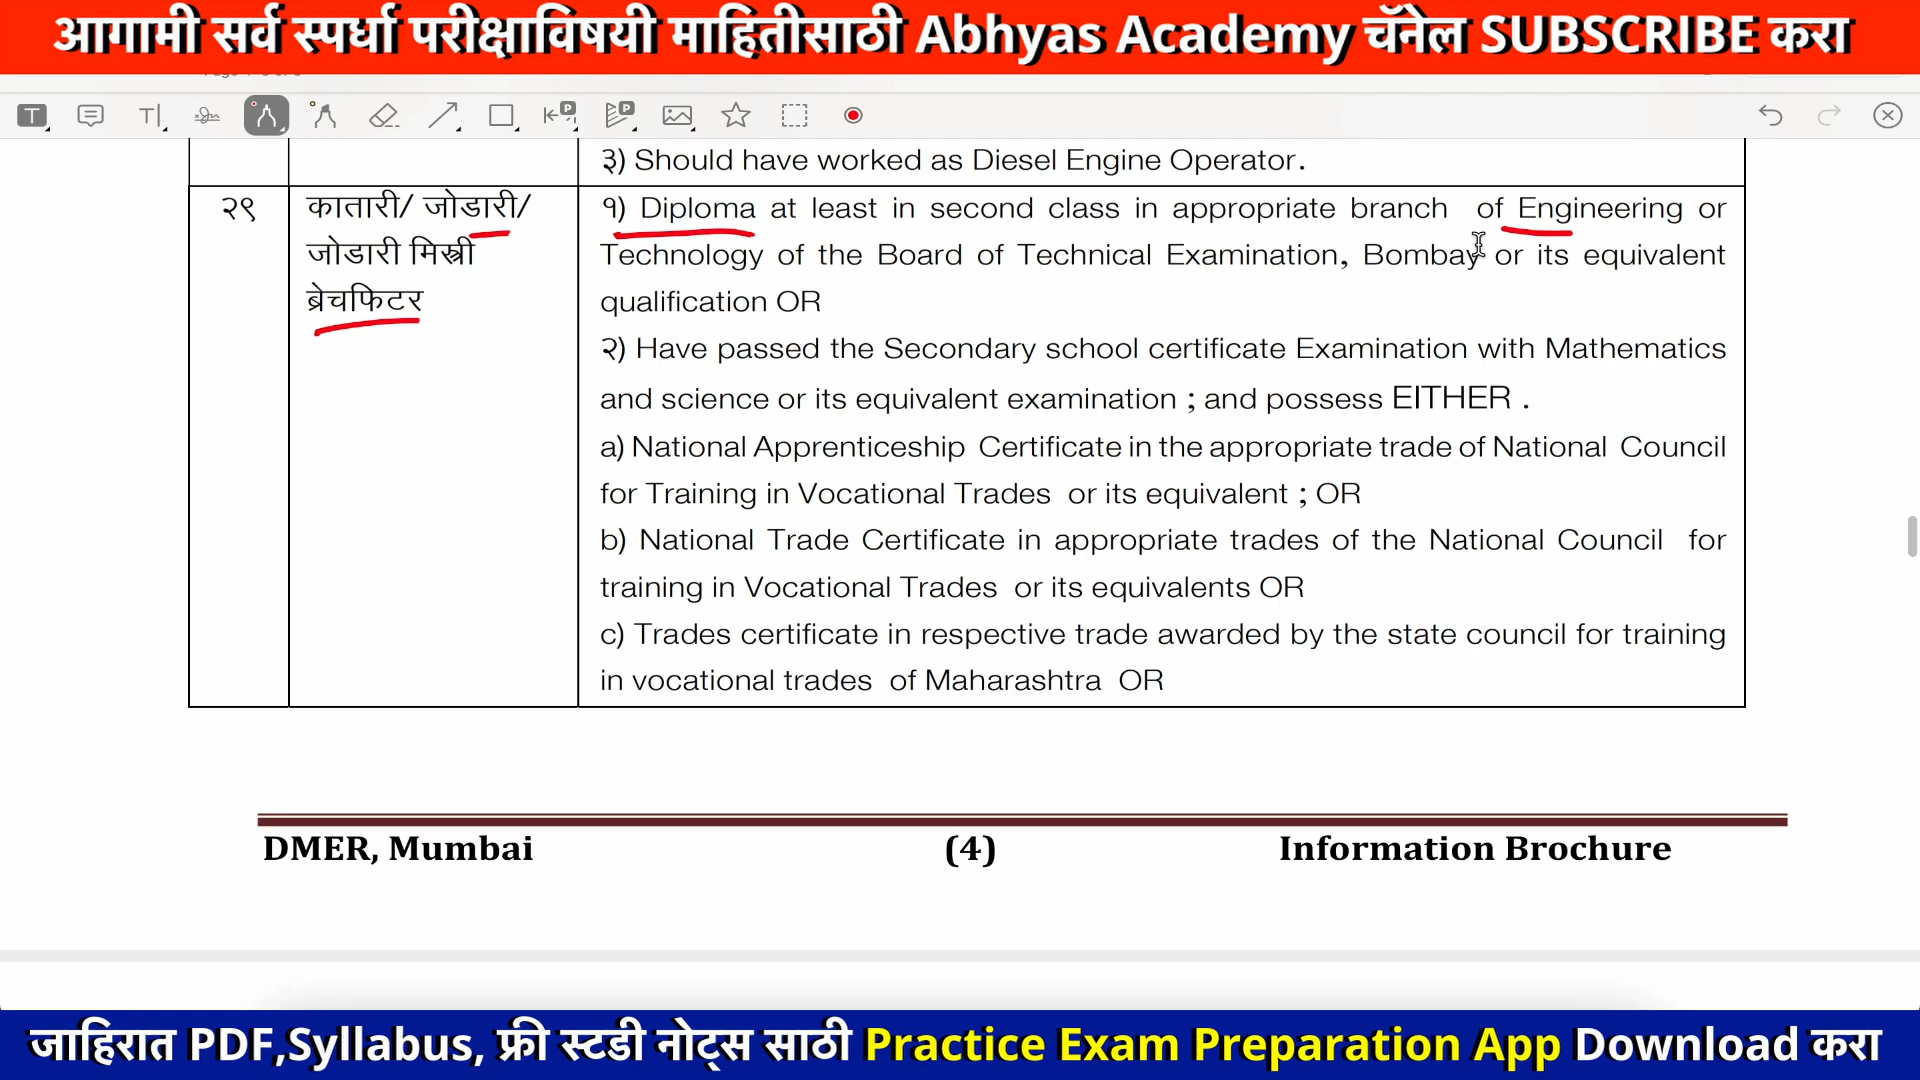 आगामी सर्व स्पर्धा परीक्षाविषयी माहितीसाठी Abhyas Academy चॅनेल SUBSCRIBE करा
३) Should have worked as Diesel Engine Operator.
२९
कातारी/ जोडारी/
जोडारी मिस्त्री
ब्रेचफिटर
१) Diploma at least in second class in appropriate branch of Engineering or
Technology of the Board of Technical Examination, Bombay or its equivalent
qualification OR
२) Have passed the Secondary school certificate Examination with Mathematics
and science or its equivalent examination ; and possess EITHER .
a) National Apprenticeship Certificate in the appropriate trade of National Council
for Training in Vocational Trades or its equivalent ; OR
b) National Trade Certificate in appropriate trades of the National Council for
training in Vocational Trades or its equivalents OR
c) Trades certificate in respective trade awarded by the state council for training
in vocational trades of Maharashtra OR
DMER, Mumbai (4) Information Brochure
जाहिरात PDF,Syllabus, फ्री स्टडी नोट्स साठी Practice Exam Preparation App Download करा